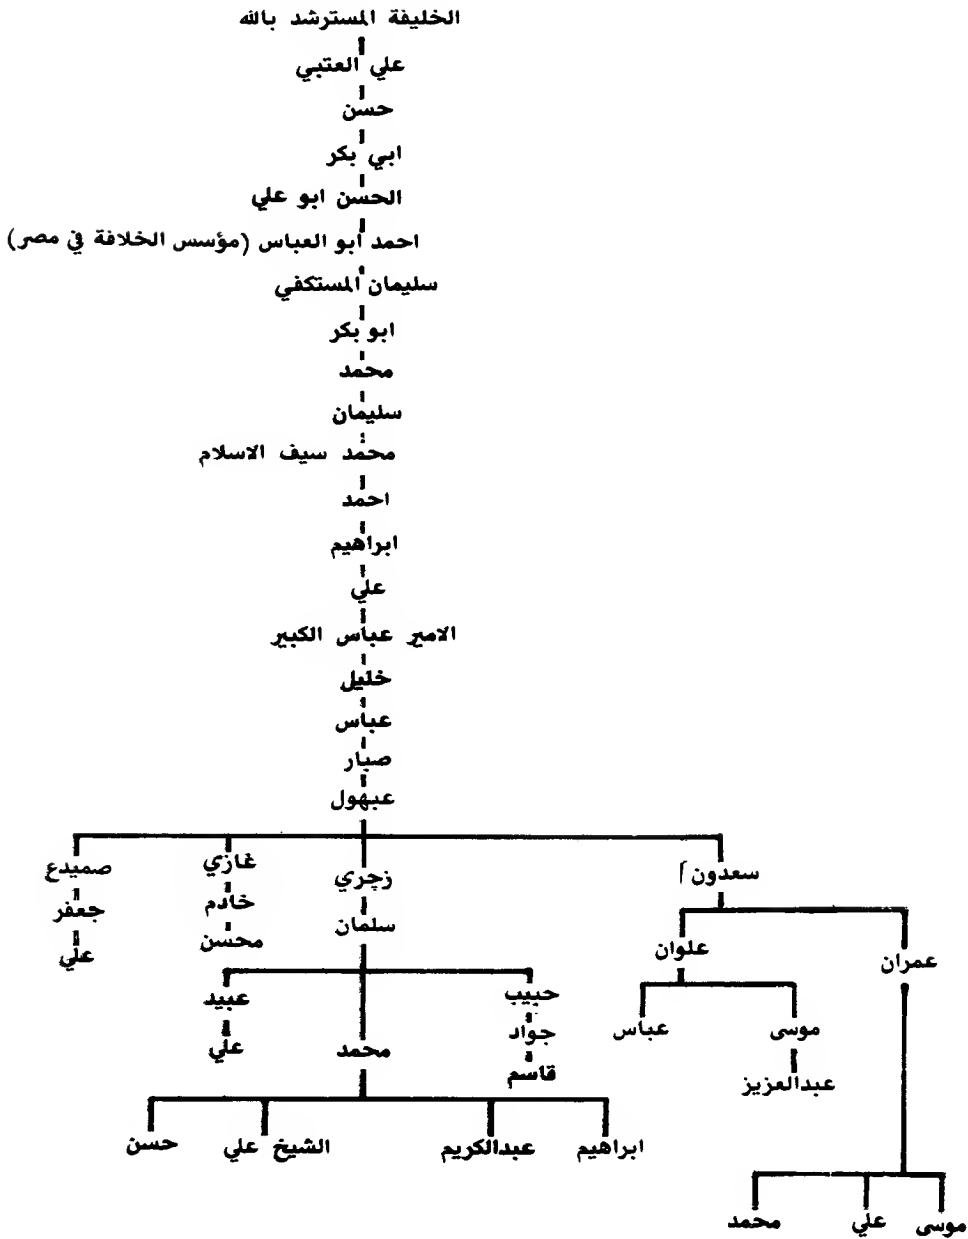 الخليفة المسترشد بالله
علي العتبي
حسن
ابي بكر
الحسن ابو علي
احمد ابو العباس (مؤسس الخلافة في مصر)
سليمان المستكفي
ابو بكر
محمد
سليمان
محمد سيف الاسلام
احمد
ابراهيم
علي
الامير عباس الكبير
خليل
عباس
صبار
عبهول
سعدون أ
زجري
غازي
صميدع
عمران
علوان
سلمان
خادم
جعفر
محسن
علي
موسى
عباس
حبيب
محمد
عبيد
عبدالعزيز
جواد
علي
قاسم
ابراهيم
عبدالكريم
الشيخ علي
حسن
موسى
علي
محمد